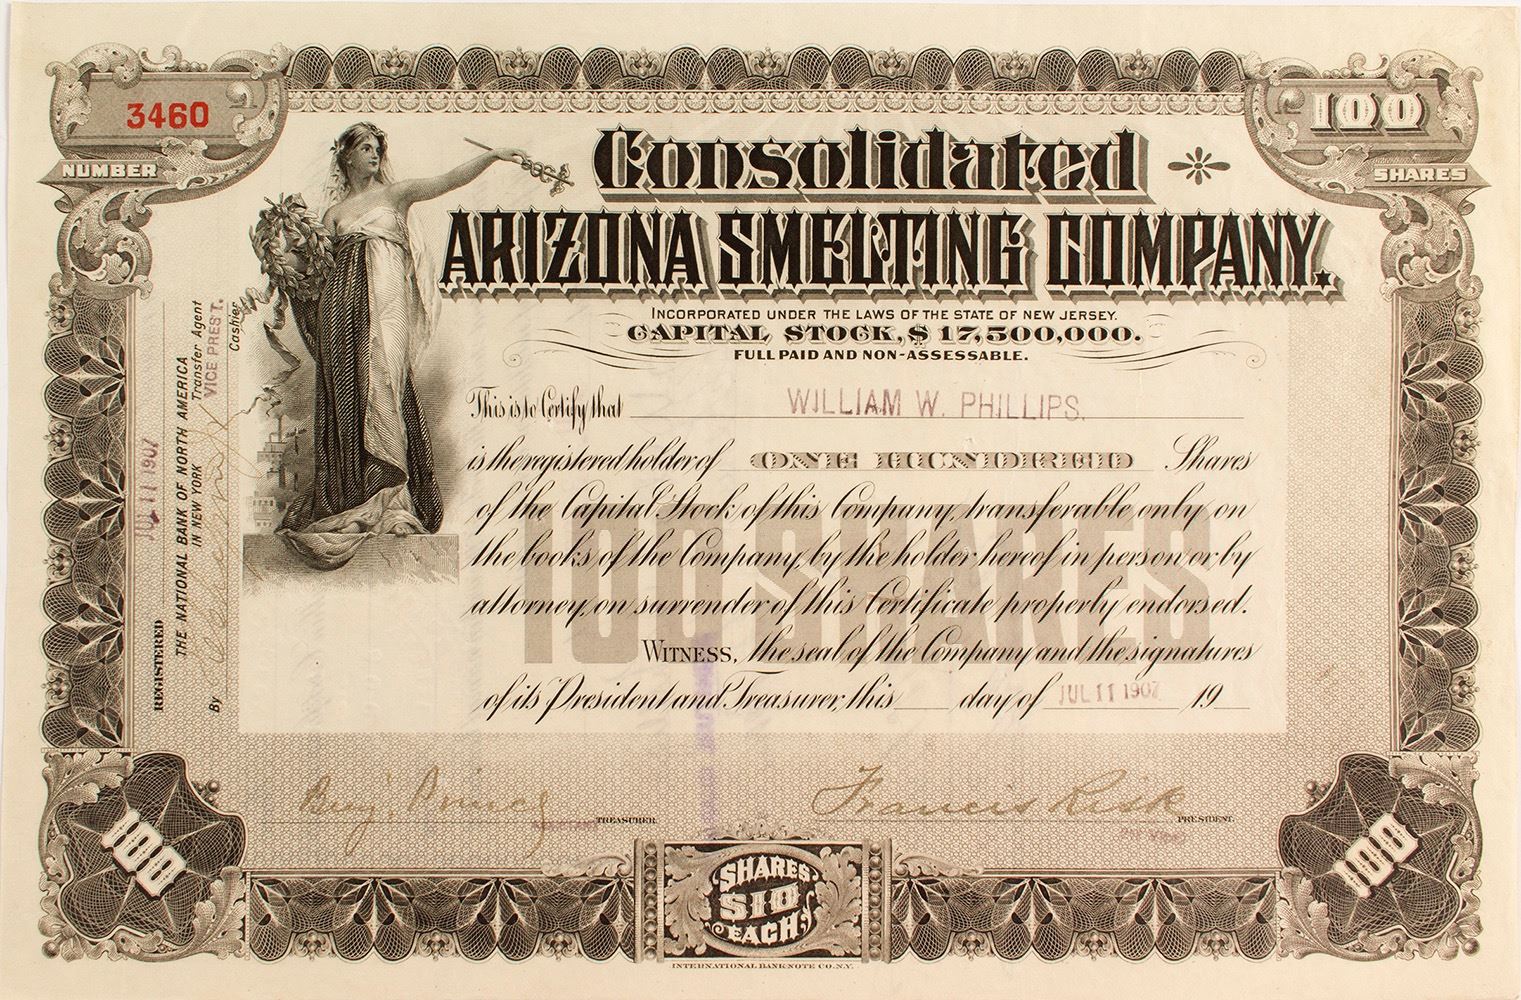 3460
NUMBER
100
SHARES
Consolidated
ARIZONA SMELTING COMPANY.
INCORPORATED UNDER THE LAWS OF THE STATE OF NEW JERSEY.
CAPITAL STOCK, $17,500,000.
FULL PAID AND NON-ASSESSABLE.
This is to Certify that WILLIAM W. PHILLIPS.
is the registered holder of ONE HUNDRED Shares
of the Capital Stock of this Company, transferable only on
the books of the Company, by the holder hereof in person or by
attorney, on surrender of this Certificate properly endorsed.
100 SHARES
WITNESS, the seal of the Company and the signatures
of its President and Treasurer, this day of JUL 11 1907 19
REGISTERED JUL 11 1907
THE NATIONAL BANK OF NORTH AMERICA
IN NEW YORK Transfer Agent
VICE PRES'T.
By Cashier
Benj. Prince
TREASURER.
Francis Risk
PRESIDENT.
100
SHARES
$10
EACH
100
INTERNATIONAL BANK NOTE CO. N.Y.